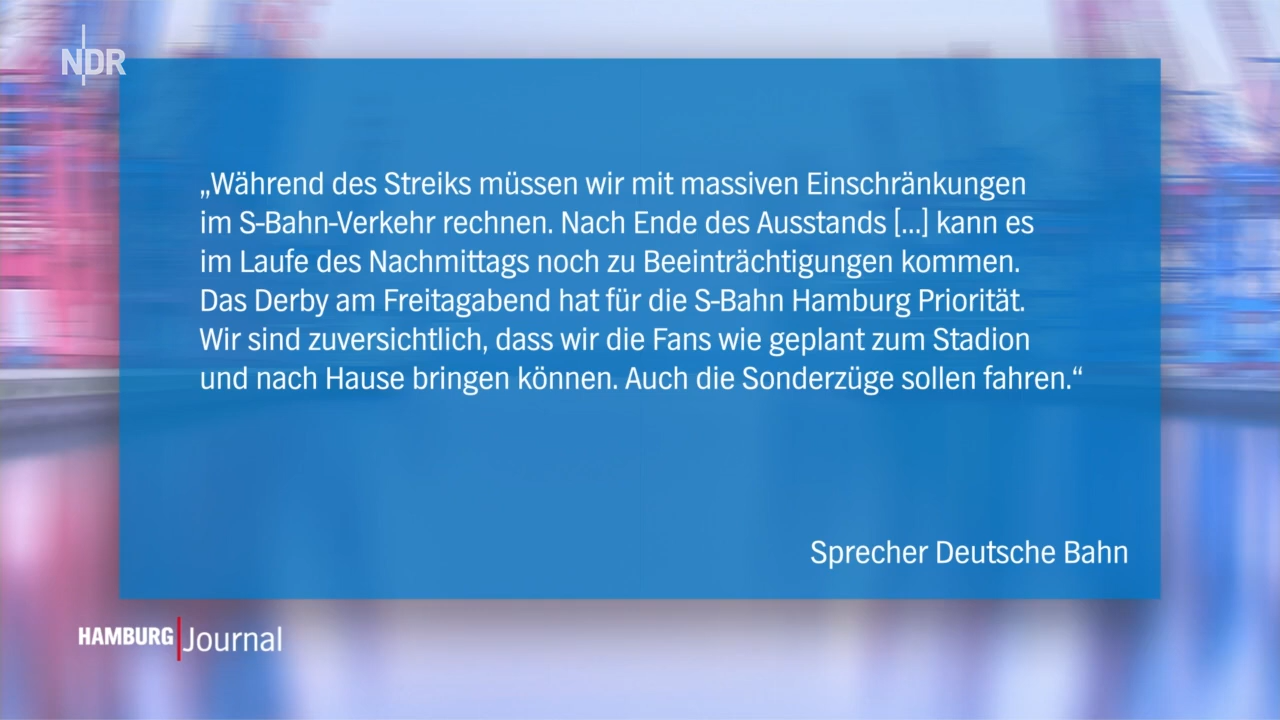 NDR
„Während des Streiks müssen wir mit massiven Einschränkungen
im S-Bahn-Verkehr rechnen. Nach Ende des Ausstands [...] kann es
im Laufe des Nachmittags noch zu Beeinträchtigungen kommen.
Das Derby am Freitagabend hat für die S-Bahn Hamburg Priorität.
Wir sind zuversichtlich, dass wir die Fans wie geplant zum Stadion
und nach Hause bringen können. Auch die Sonderzüge sollen fahren.“
Sprecher Deutsche Bahn
HAMBURG Journal